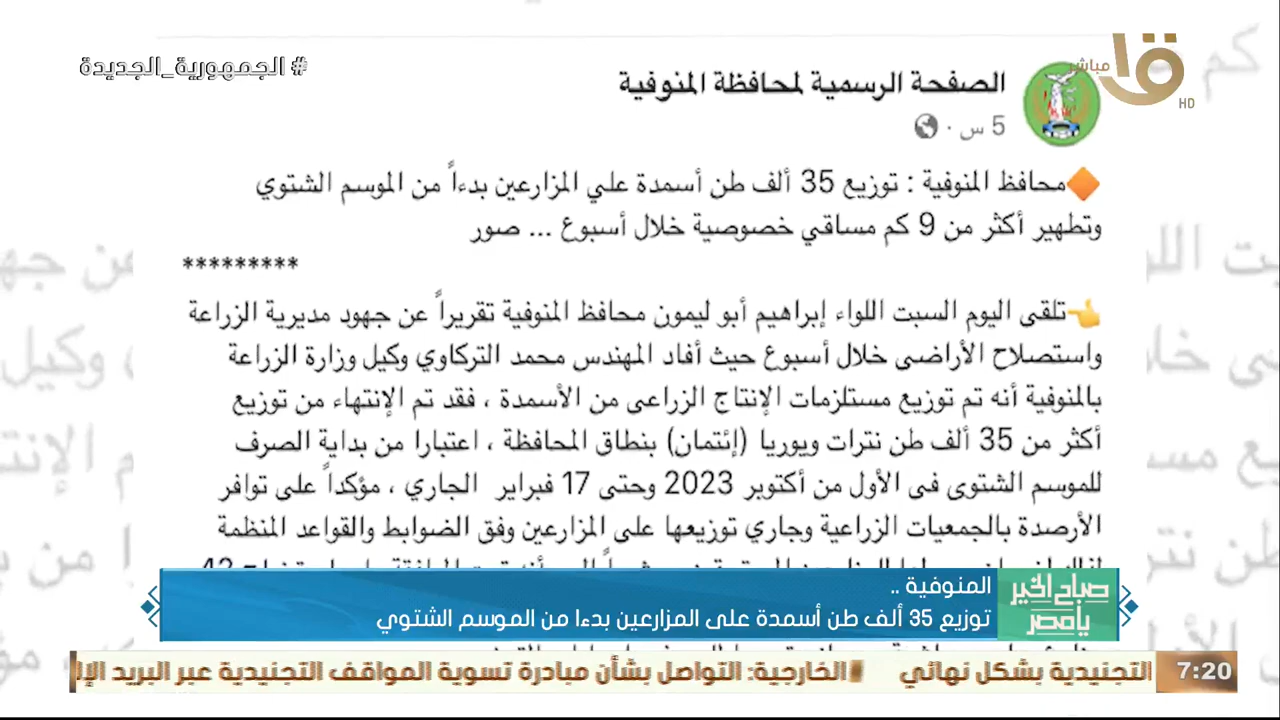 #الجمهورية_الجديدة
مباشر
HD
الصفحة الرسمية لمحافظة المنوفية
5 س ·
محافظ المنوفية : توزيع 35 ألف طن أسمدة علي المزارعين بدءاً من الموسم الشتوي
وتطهير أكثر من 9 كم مساقي خصوصية خلال أسبوع ... صور
*********
تلقى اليوم السبت اللواء إبراهيم أبو ليمون محافظ المنوفية تقريراً عن جهود مديرية الزراعة
واستصلاح الأراضى خلال أسبوع حيث أفاد المهندس محمد التركاوي وكيل وزارة الزراعة
بالمنوفية أنه تم توزيع مستلزمات الإنتاج الزراعى من الأسمدة ، فقد تم الإنتهاء من توزيع
أكثر من 35 ألف طن نترات ويوريا (إئتمان) بنطاق المحافظة ، اعتبارا من بداية الصرف
للموسم الشتوى فى الأول من أكتوبر 2023 وحتى 17 فبراير الجاري ، مؤكداً على توافر
الأرصدة بالجمعيات الزراعية وجاري توزيعها على المزارعين وفق الضوابط والقواعد المنظمة
صباح الخير
يا مصر
المنوفية ..
توزيع 35 ألف طن أسمدة على المزارعين بدءا من الموسم الشتوي
7:20
التجنيدية بشكل نهائي
الخارجية: التواصل بشأن مبادرة تسوية المواقف التجنيدية عبر البريد